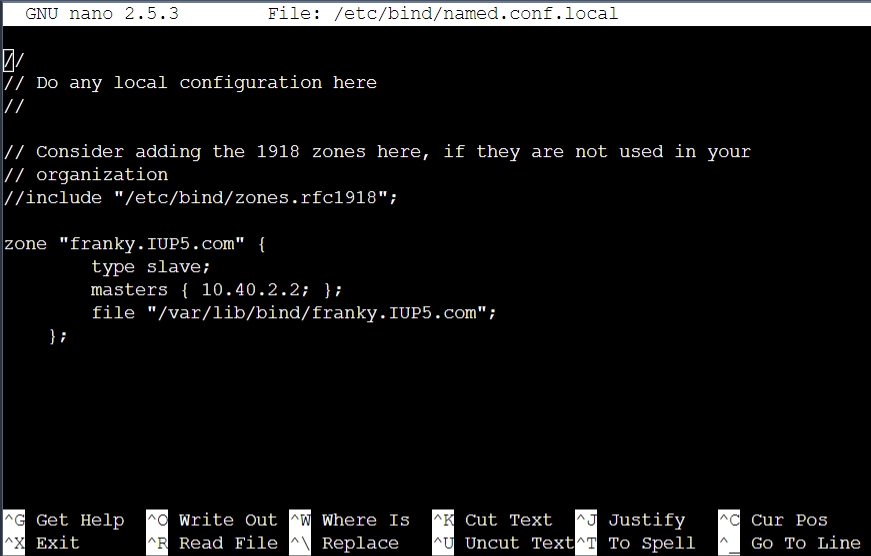 GNU nano 2.5.3 File: /etc/bind/named.conf.local
//
// Do any local configuration here
//
// Consider adding the 1918 zones here, if they are not used in your
// organization
//include "/etc/bind/zones.rfc1918";
zone "franky.IUP5.com" {
type slave;
masters { 10.40.2.2; };
file "/var/lib/bind/franky.IUP5.com";
};
^G Get Help ^O Write Out ^W Where Is ^K Cut Text ^J Justify ^C Cur Pos
^X Exit ^R Read File ^\ Replace ^U Uncut Text ^T To Spell ^_ Go To Line